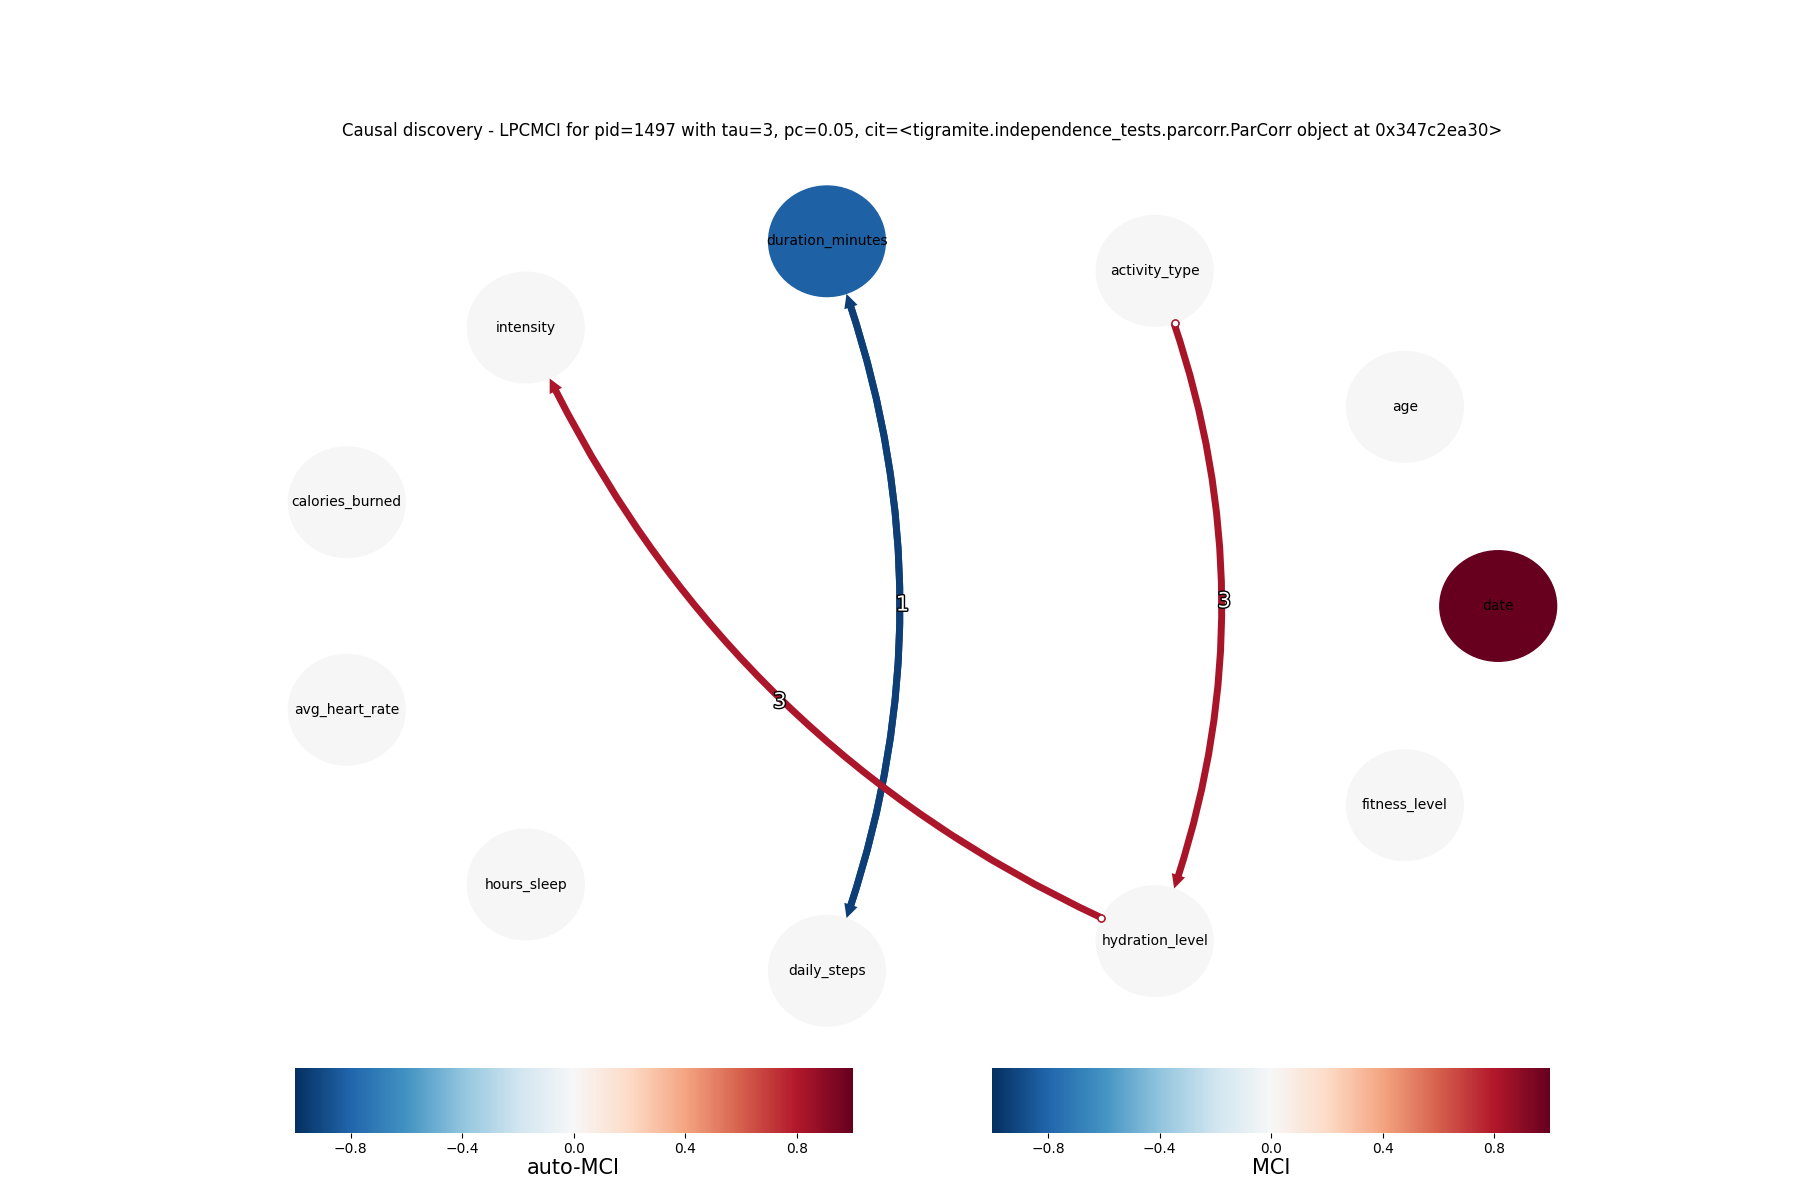 Causal discovery - LPCMCI for pid=1497 with tau=3, pc=0.05, cit=<tigramite.independence_tests.parcorr.ParCorr object at 0x347c2ea30>
duration_minutes
activity_type
intensity
age
calories_burned
date
1
3
3
avg_heart_rate
fitness_level
hours_sleep
hydration_level
daily_steps
−0.8 −0.4 0.0 0.4 0.8
auto-MCI
−0.8 −0.4 0.0 0.4 0.8
MCI